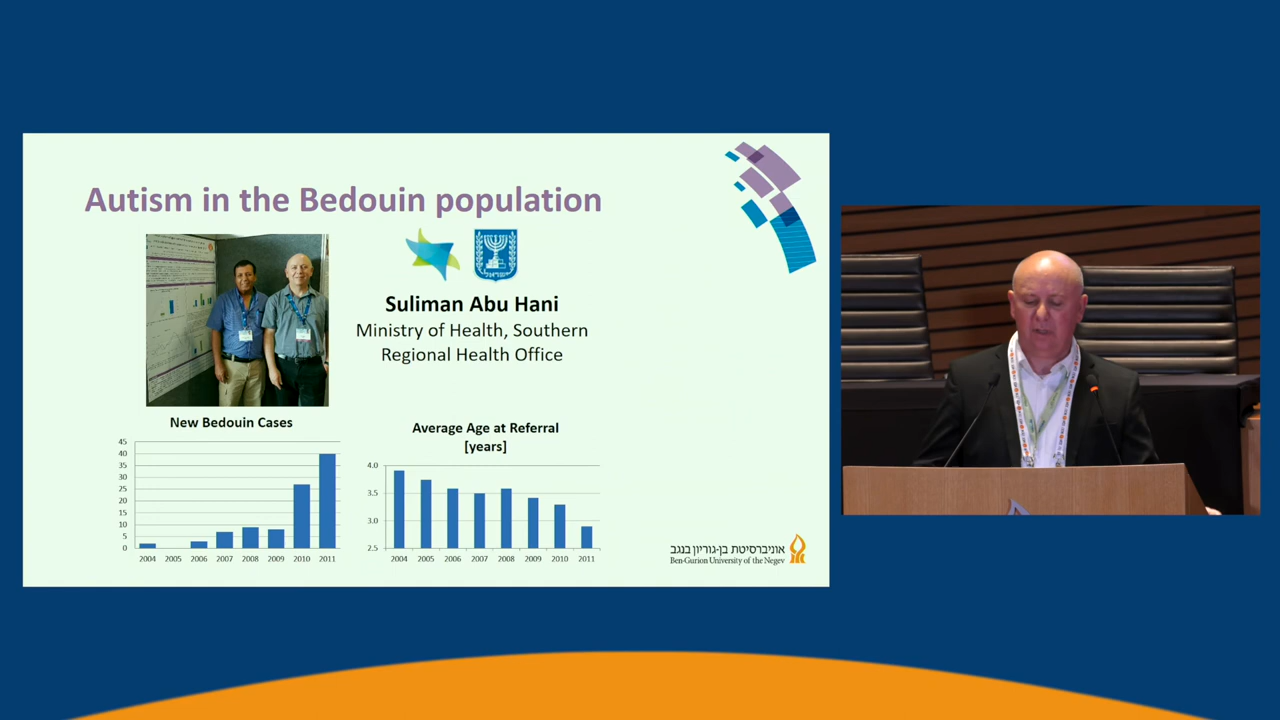 Autism in the Bedouin population
Suliman Abu Hani
Ministry of Health, Southern
Regional Health Office
New Bedouin Cases
45
40
35
30
25
20
15
10
5
0
2004 2005 2006 2007 2008 2009 2010 2011
Average Age at Referral
[years]
4.0
3.5
3.0
2.5
2004 2005 2006 2007 2008 2009 2010 2011
אוניברסיטת בן-גוריון בנגב
Ben-Gurion University of the Negev
ישראל